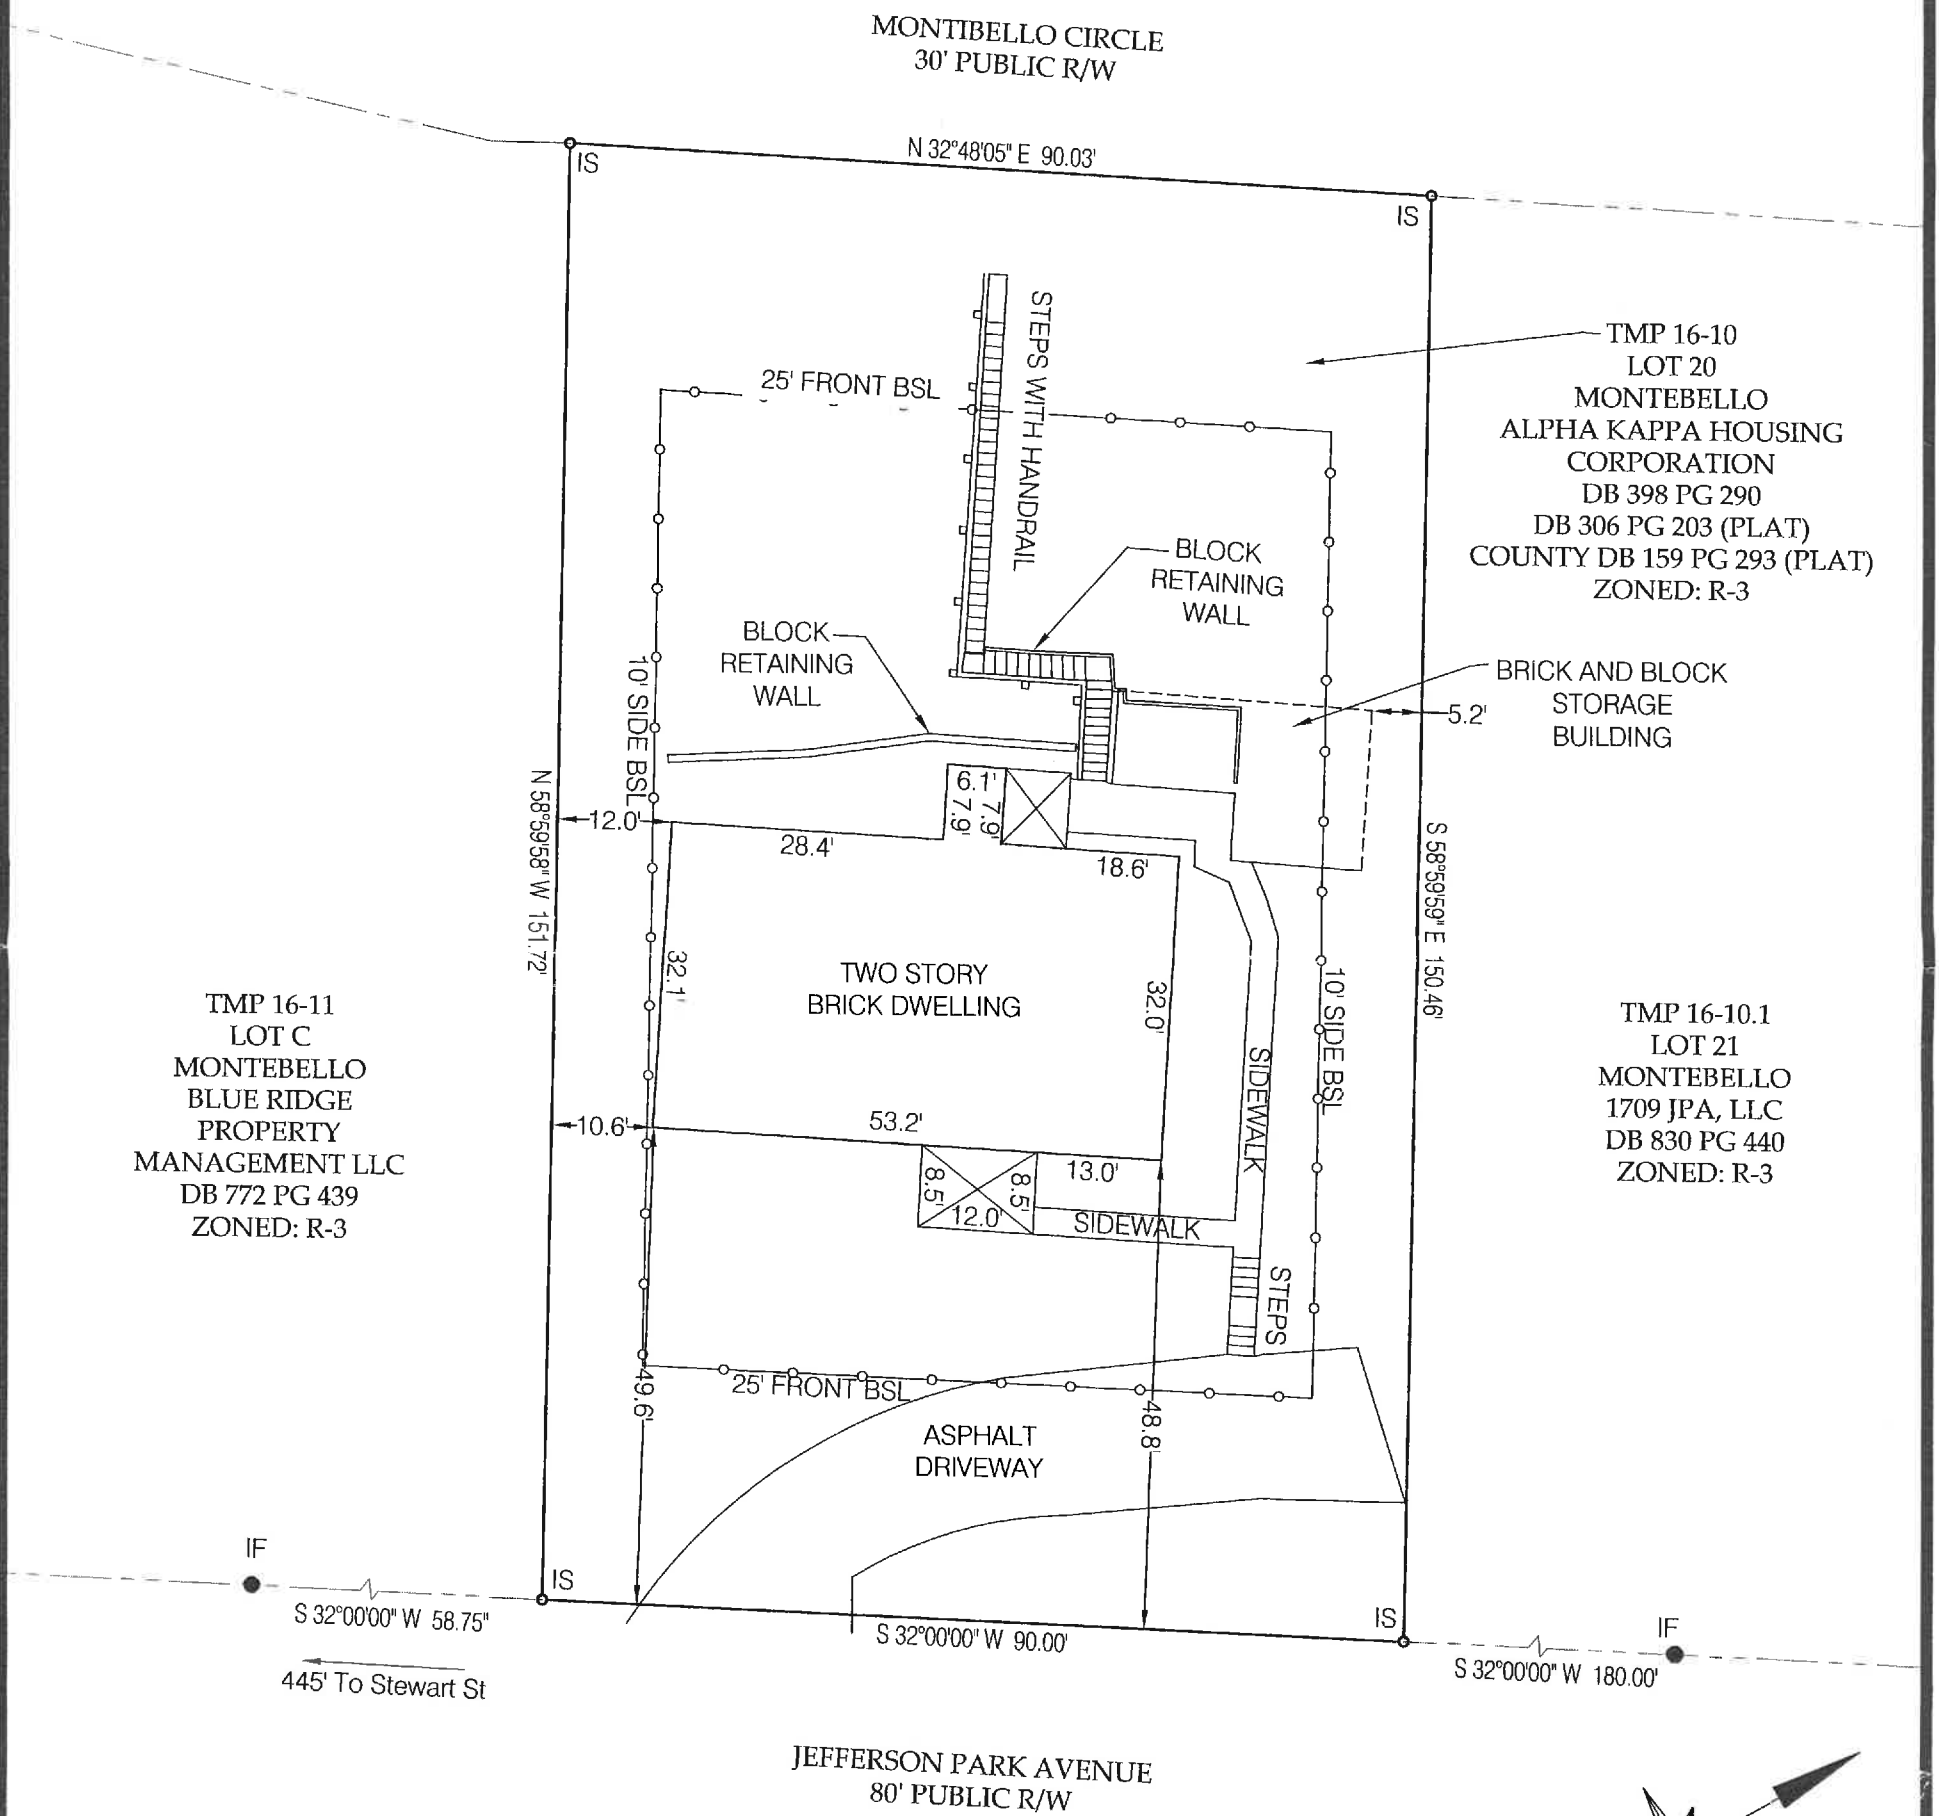 MONTIBELLO CIRCLE
30' PUBLIC R/W
N 32°48'05" E 90.03'
IS
IS
STEPS WITH HANDRAIL
25' FRONT BSL
TMP 16-10
LOT 20
MONTEBELLO
ALPHA KAPPA HOUSING
CORPORATION
DB 398 PG 290
DB 306 PG 203 (PLAT)
COUNTY DB 159 PG 293 (PLAT)
ZONED: R-3
BLOCK
RETAINING
WALL
BLOCK
RETAINING
WALL
BRICK AND BLOCK
STORAGE
BUILDING
5.2'
10' SIDE BSL
N 58°59'58" W 151.72'
12.0'
28.4'
6.1'
7.9'
7.9'
18.6'
S 58°59'59" E 150.46'
32.1'
TWO STORY
BRICK DWELLING
32.0'
10' SIDE BSL
SIDEWALK
TMP 16-11
LOT C
MONTEBELLO
BLUE RIDGE
PROPERTY
MANAGEMENT LLC
DB 772 PG 439
ZONED: R-3
TMP 16-10.1
LOT 21
MONTEBELLO
1709 JPA, LLC
DB 830 PG 440
ZONED: R-3
10.6'
53.2'
13.0'
8.5'
8.5'
12.0'
SIDEWALK
STEPS
25' FRONT BSL
49.6'
48.8'
ASPHALT
DRIVEWAY
IF
IS
IS
IF
S 32°00'00" W 58.75"
S 32°00'00" W 90.00'
S 32°00'00" W 180.00'
445' To Stewart St
JEFFERSON PARK AVENUE
80' PUBLIC R/W